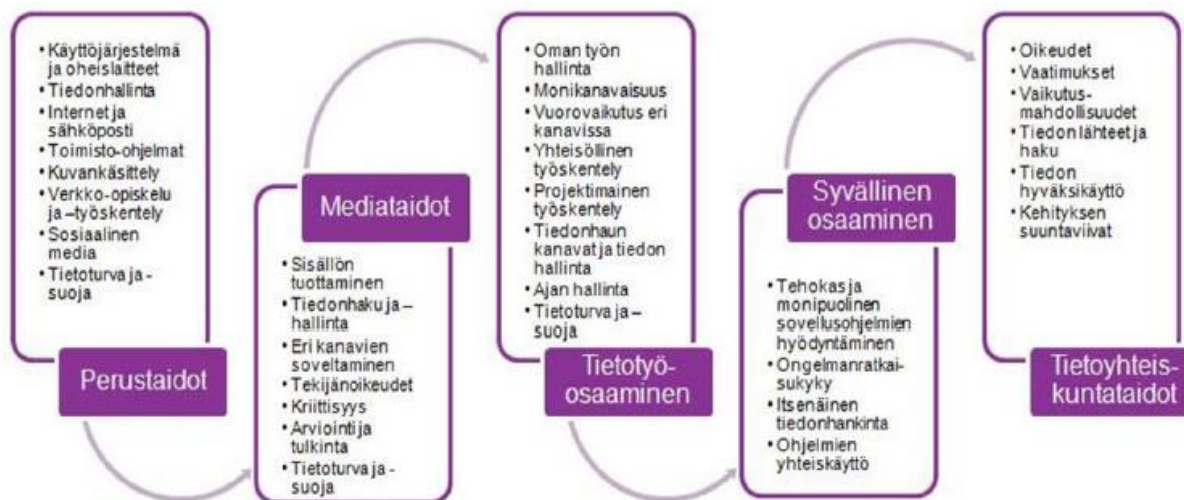 • Käyttöjärjestelmä
ja oheislaitteet
• Tiedonhallinta
• Internet ja
sähköposti
• Toimisto-ohjelmat
• Kuvankäsittely
• Verkko-opiskelu
ja –työskentely
• Sosiaalinen
media
• Tietoturva ja -
suoja
Perustaidot
Mediataidot
• Sisällön
tuottaminen
• Tiedonhaku ja –
hallinta
• Eri kanavien
soveltaminen
• Tekijänoikeudet
• Kriittisyys
• Arviointi ja
tulkinta
• Tietoturva ja -
suoja
• Oman työn
hallinta
• Monikanavaisuus
• Vuorovaikutus eri
kanavissa
• Yhteisöllinen
työskentely
• Projektimainen
työskentely
• Tiedonhaun
kanavat ja tiedon
hallinta
• Ajan hallinta
• Tietoturva ja –
suoja
Tietotyö-
osaaminen
Syvällinen
osaaminen
• Tehokas ja
monipuolinen
sovellusohjelmien
hyödyntäminen
• Ongelmanratkai-
sukyky
• Itsenäinen
tiedonhankinta
• Ohjelmien
yhteiskäyttö
• Oikeudet
• Vaatimukset
• Vaikutus-
mahdollisuudet
• Tiedon lähteet ja
haku
• Tiedon
hyväksikäyttö
• Kehityksen
suuntaviivat
Tietoyhteis-
kuntataidot